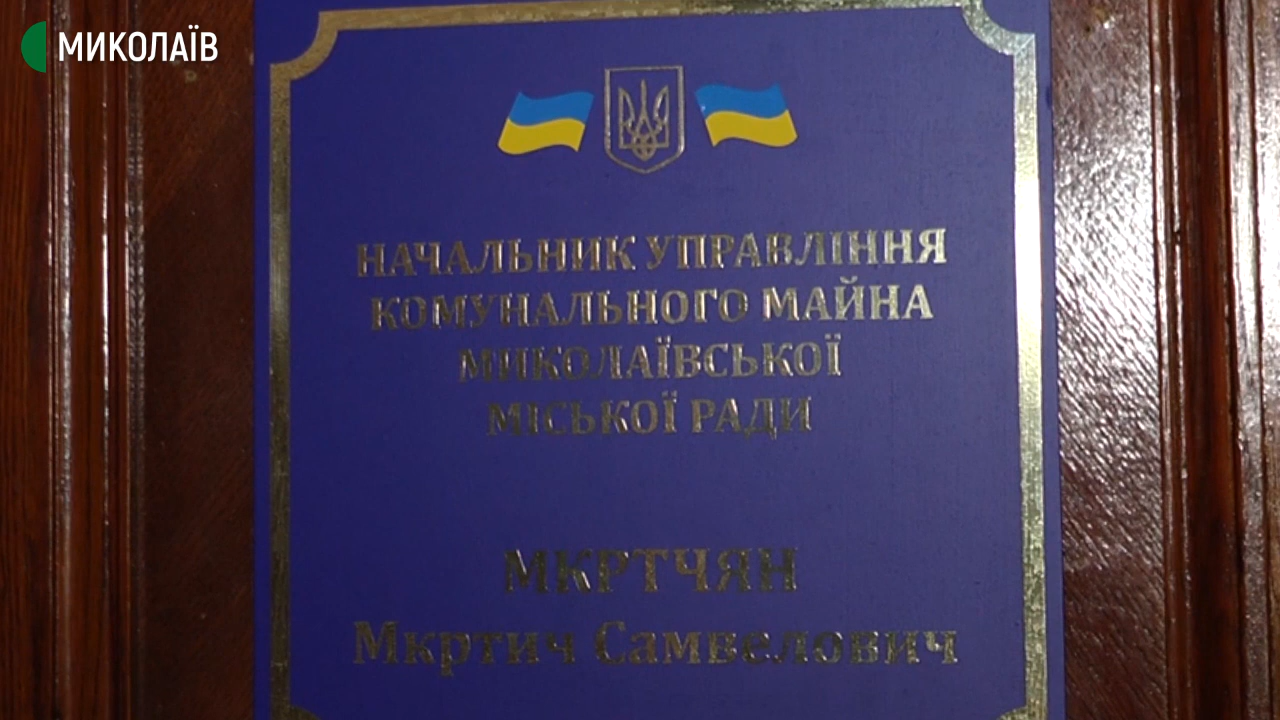 МИКОЛАЇВ
НАЧАЛЬНИК УПРАВЛІННЯ
КОМУНАЛЬНОГО МАЙНА
МИКОЛАЇВСЬКОЇ
МІСЬКОЇ РАДИ
МКРТЧЯН
Мкртич Самвелович